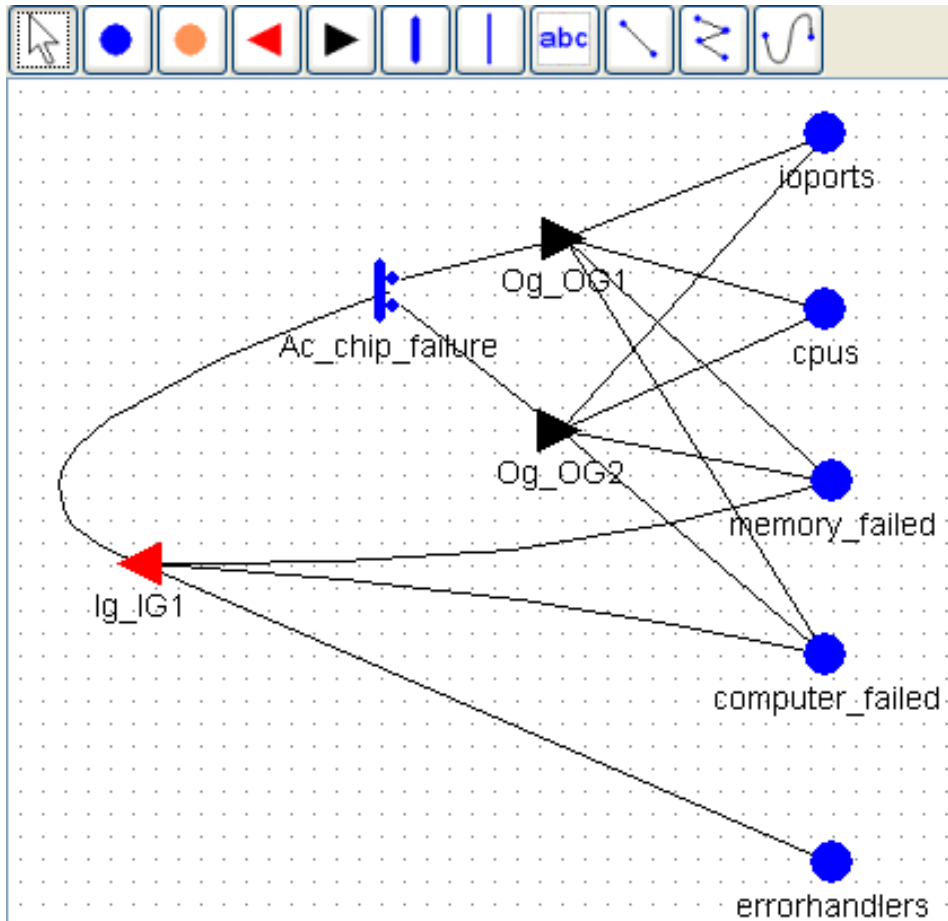 abc
ioports
Og_OG1
Ac_chip_failure
cpus
Og_OG2
memory_failed
Ig_IG1
computer_failed
errorhandlers